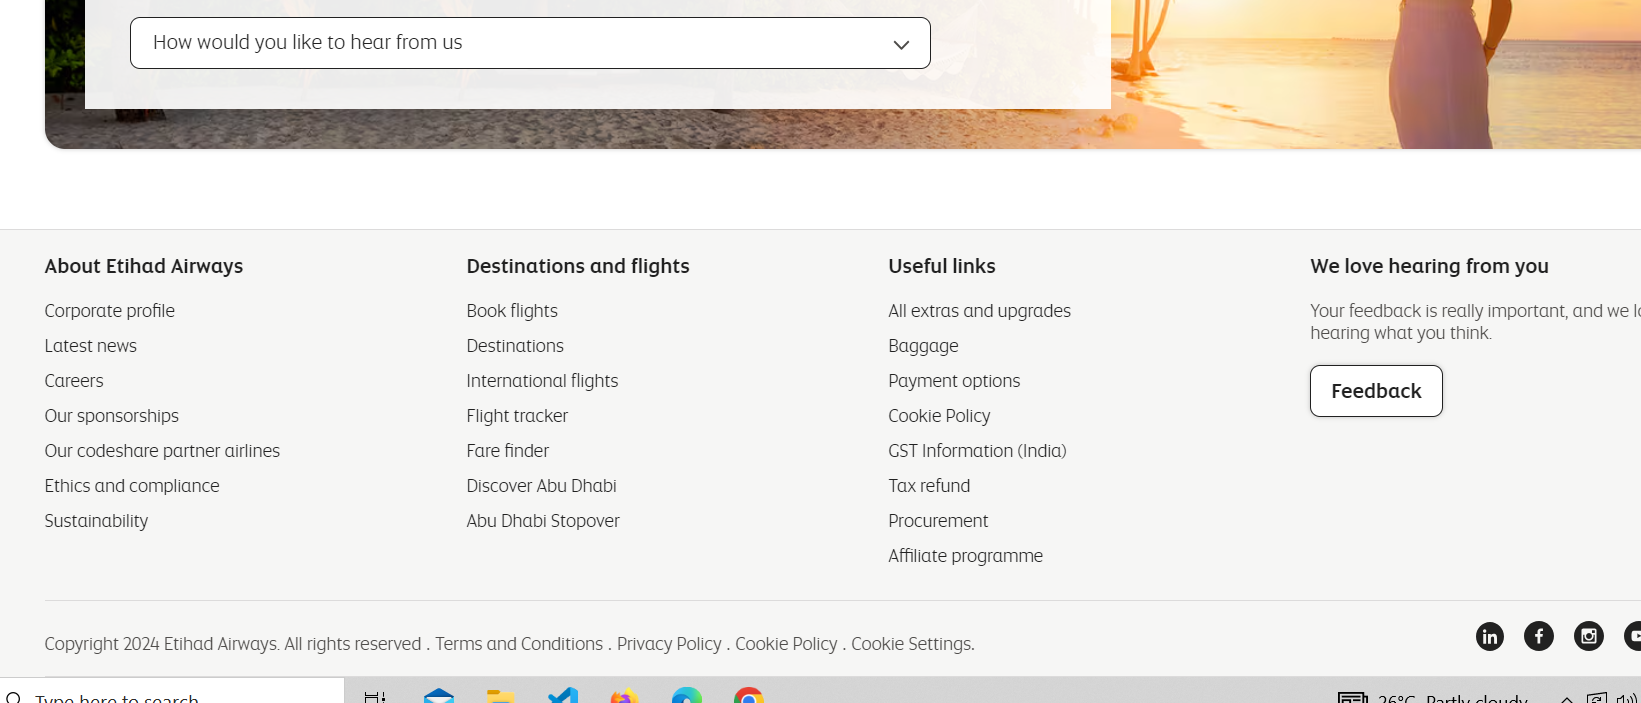 How would you like to hear from us
About Etihad Airways
Corporate profile
Latest news
Careers
Our sponsorships
Our codeshare partner airlines
Ethics and compliance
Sustainability
Destinations and flights
Book flights
Destinations
International flights
Flight tracker
Fare finder
Discover Abu Dhabi
Abu Dhabi Stopover
Useful links
All extras and upgrades
Baggage
Payment options
Cookie Policy
GST Information (India)
Tax refund
Procurement
Affiliate programme
We love hearing from you
Your feedback is really important, and we
hearing what you think.
Feedback
Copyright 2024 Etihad Airways. All rights reserved . Terms and Conditions . Privacy Policy . Cookie Policy . Cookie Settings.
Type here to search
26°C Partly cloudy